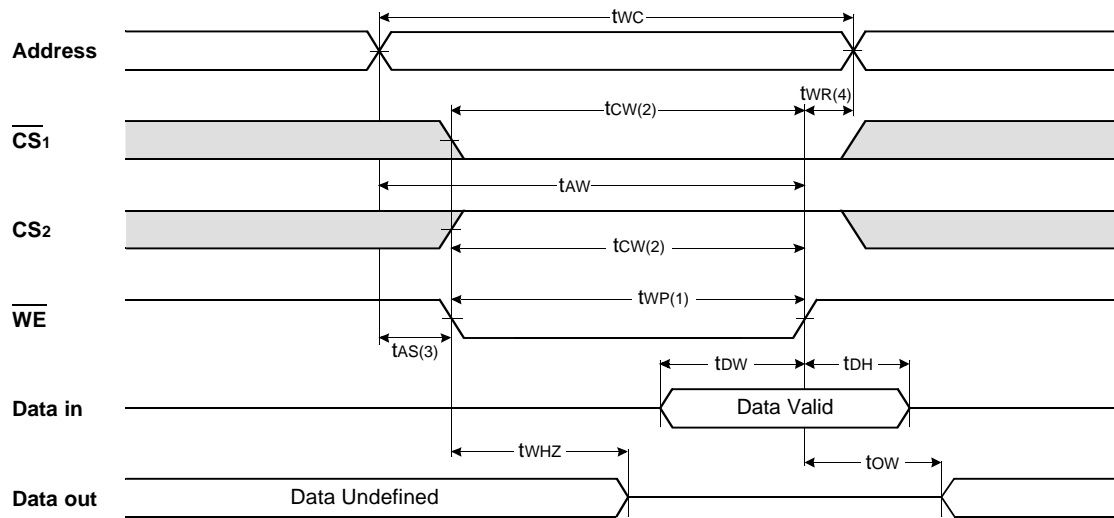 tWC
Address
tCW(2)
tWR(4)
CS1
tAW
CS2
tCW(2)
tWP(1)
WE
tAS(3)
tDW
tDH
Data in
Data Valid
tWHZ
tOW
Data out
Data Undefined